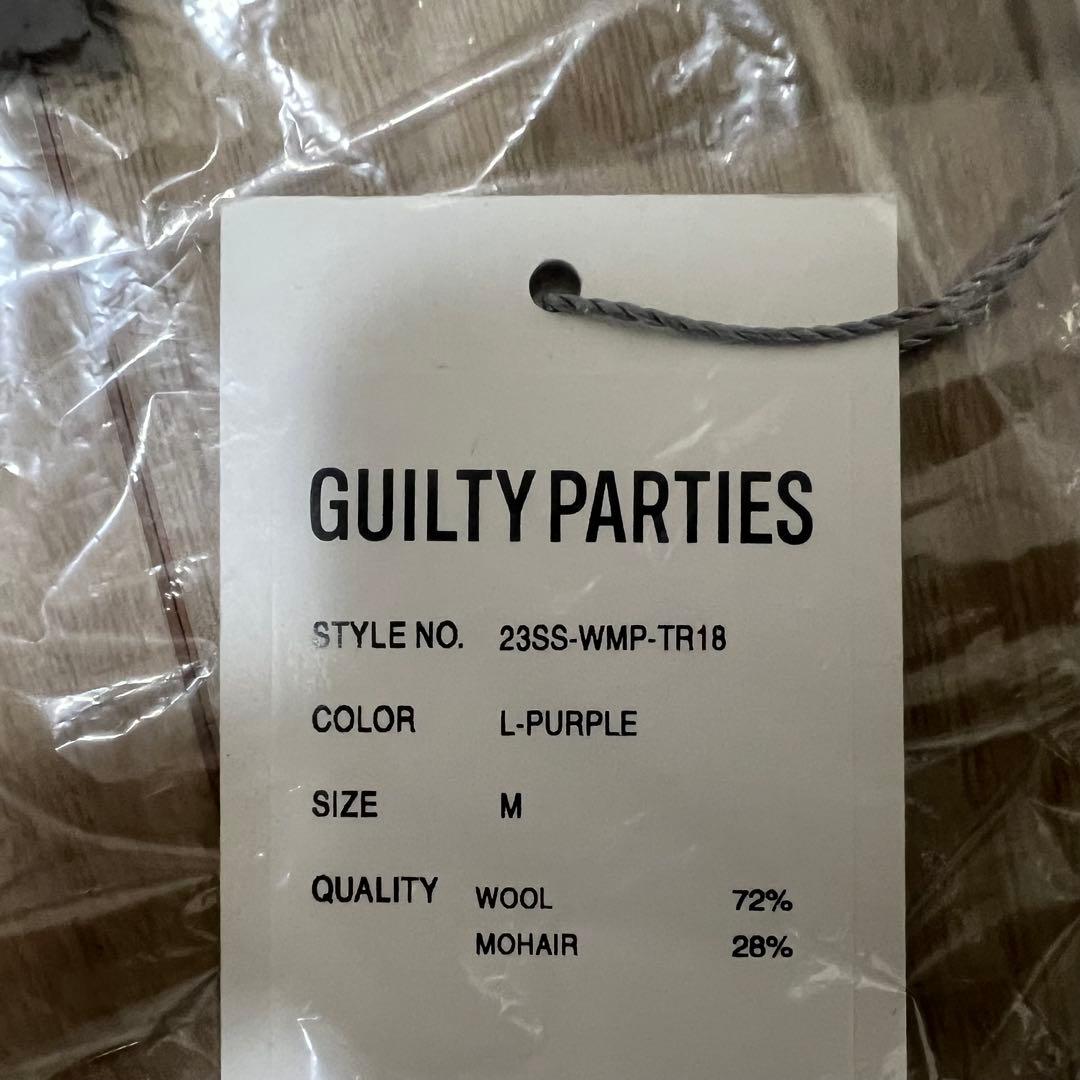 GUILTY PARTIES
STYLE NO. 23SS-WMP-TR18
COLOR L-PURPLE
SIZE M
QUALITY WOOL 72%
MOHAIR 28%